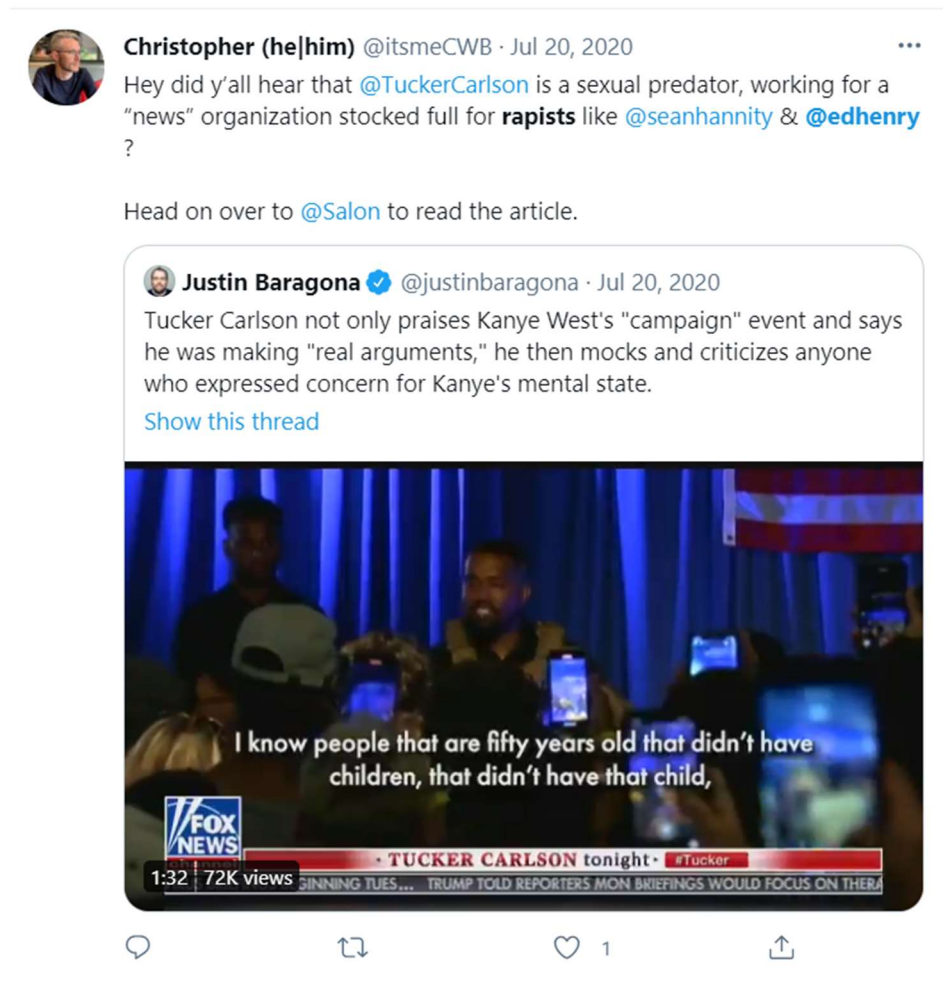 Christopher (he|him) @itsmeCWB · Jul 20, 2020
Hey did y'all hear that @TuckerCarlson is a sexual predator, working for a
“news” organization stocked full for rapists like @seanhannity & @edhenry
?
Head on over to @Salon to read the article.
Justin Baragona @justinbaragona · Jul 20, 2020
Tucker Carlson not only praises Kanye West's "campaign" event and says
he was making "real arguments," he then mocks and criticizes anyone
who expressed concern for Kanye's mental state.
Show this thread
I know people that are fifty years old that didn't have
children, that didn't have that child,
FOX
NEWS
channel
· TUCKER CARLSON tonight · #Tucker
1:32 72K views
GINNING TUES... TRUMP TOLD REPORTERS MON BRIEFINGS WOULD FOCUS ON THERA
1